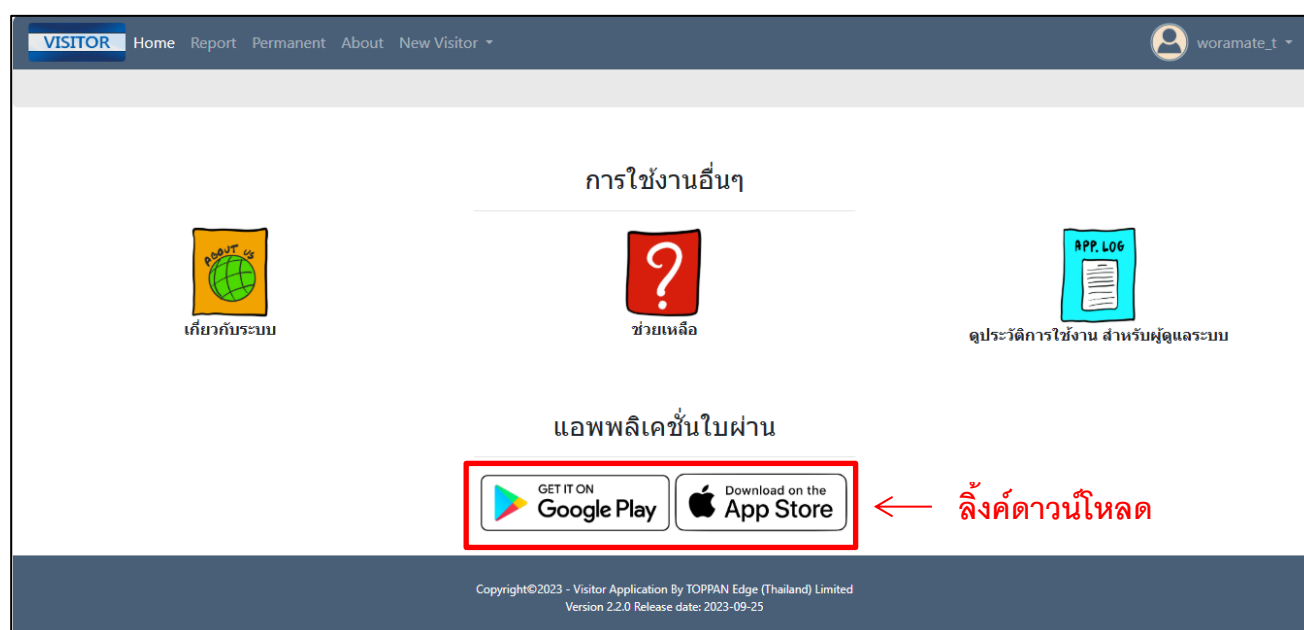 VISITOR Home Report Permanent About New Visitor woramate_t
การใช้งานอื่นๆ
ABOUT US
เกี่ยวกับระบบ
?
ช่วยเหลือ
APP. LOG
ดูประวัติการใช้งาน สำหรับผู้ดูแลระบบ
แอพพลิเคชั่นใบผ่าน
GET IT ON
Google Play
Download on the
App Store
ลิ้งค์ดาวน์โหลด
Copyright©2023 - Visitor Application By TOPPAN Edge (Thailand) Limited
Version 2.2.0 Release date: 2023-09-25